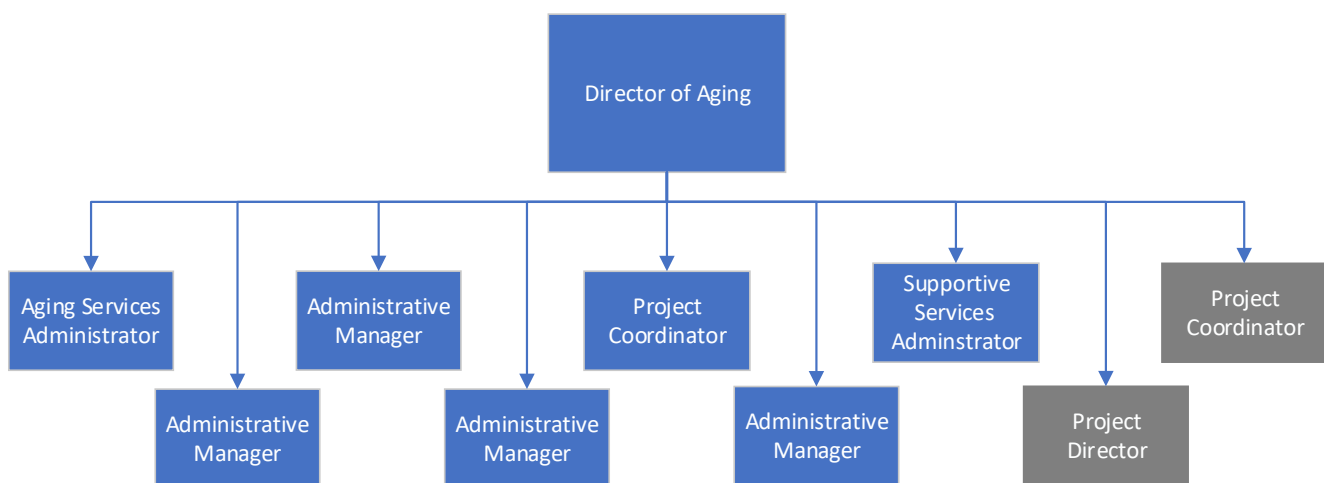 Director of Aging
Aging Services
Administrator
Administrative
Manager
Project
Coordinator
Supportive
Services
Adminstrator
Project
Coordinator
Administrative
Manager
Administrative
Manager
Administrative
Manager
Project
Director